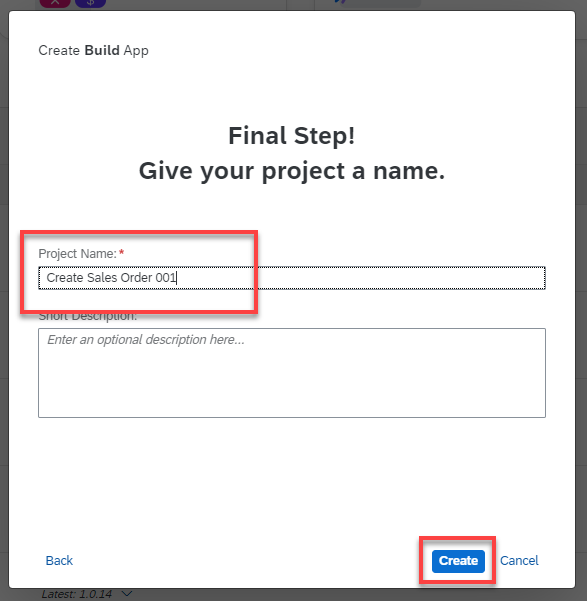 $
Create Build App
Final Step!
Give your project a name.
Project Name: *
Create Sales Order 001
Short Description:
Enter an optional description here...
Back
Create
Cancel
Latest: 1.0.14